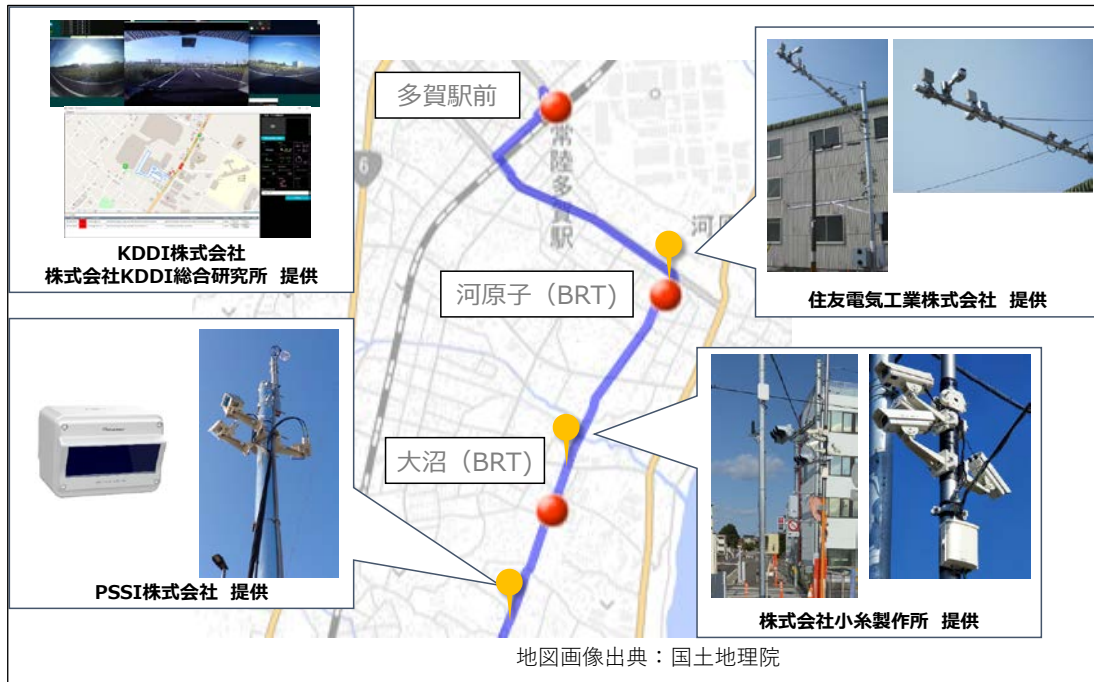 KDDI株式会社
株式会社KDDI総合研究所 提供
多賀駅前
6
常陸多賀駅
河原子（BRT)
住友電気工業株式会社 提供
大沼（BRT)
PSSI株式会社 提供
株式会社小糸製作所 提供
地図画像出典：国土地理院